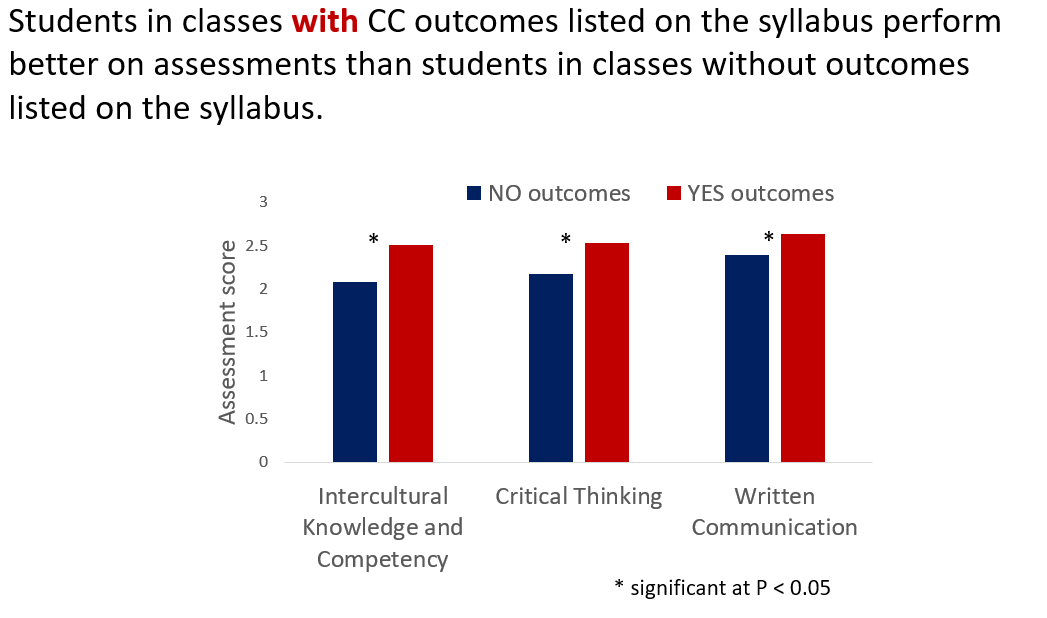 Students in classes with CC outcomes listed on the syllabus perform
better on assessments than students in classes without outcomes
listed on the syllabus.
NO outcomes YES outcomes
Assessment score
3
2.5
2
1.5
1
0.5
0
* * *
Intercultural
Knowledge and
Competency
Critical Thinking
Written
Communication
* significant at P < 0.05